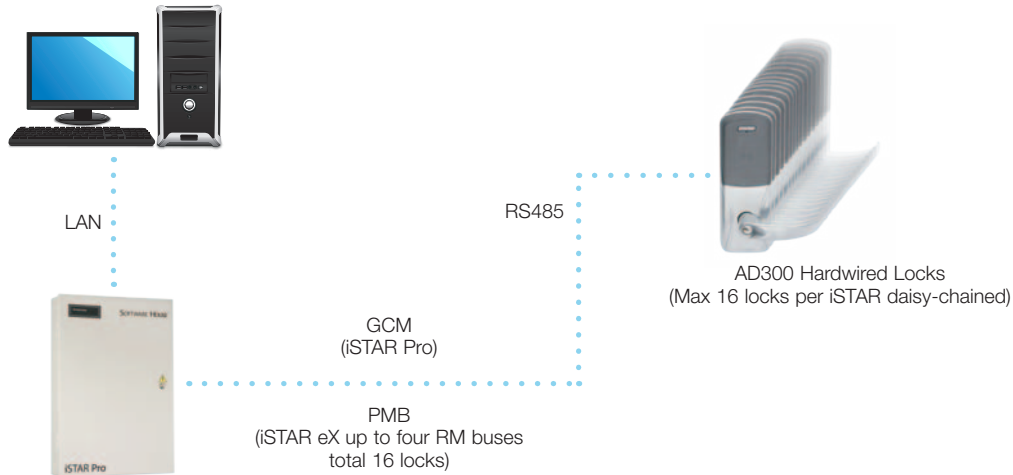 LAN
RS485
AD300 Hardwired Locks
(Max 16 locks per iSTAR daisy-chained)
SOFTWARE HOUSE
GCM
(iSTAR Pro)
PMB
(iSTAR eX up to four RM buses
total 16 locks)
iSTAR Pro